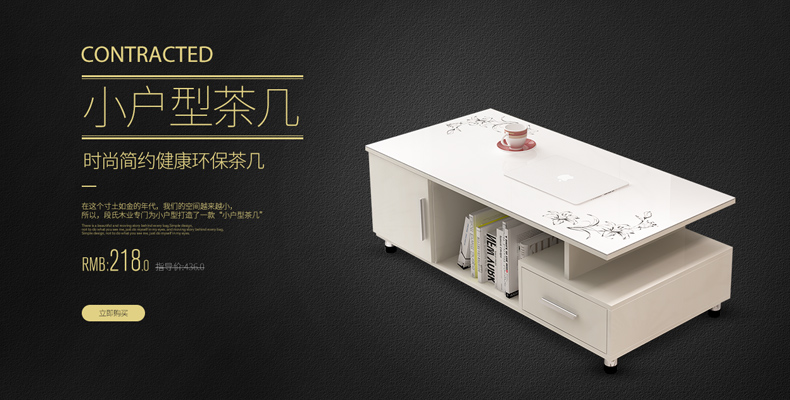 CONTRACTED
小户型茶几
时尚简约健康环保茶几
在这个寸土如金的年代，我们的空间越来越小，
所以，段氏木业专门为小户型打造了一款“小户型茶几”
RMB:218.0 指导价:436.0
立即购买